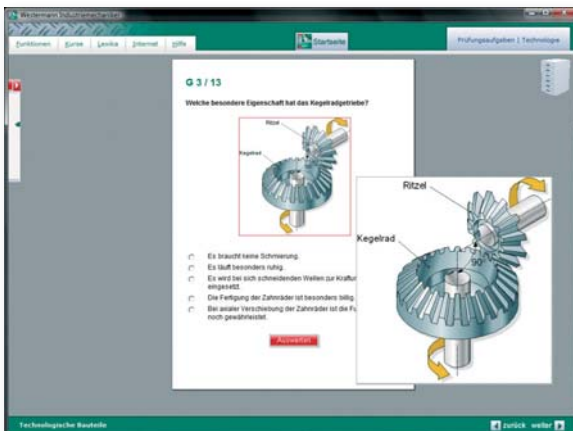 Westermann Industriemechaniker
Funktionen Kurse Lexika Internet Hilfe
Startseite
Prüfungsaufgaben | Technologie
G 3 / 13
Welche besondere Eigenschaft hat das Kegelradgetriebe?
Ritzel
Kegelrad
Ritzel
Kegelrad
90°
Es braucht keine Schmierung.
Es läuft besonders ruhig.
Es wird bei sich schneidenden Wellen zur Kraftu
eingesetzt.
Die Fertigung der Zahnräder ist besonders billig.
Bei axialer Verschiebung der Zahnräder ist die Fu
noch gewährleistet.
Auswerten
Technologische Bauteile
zurück weiter